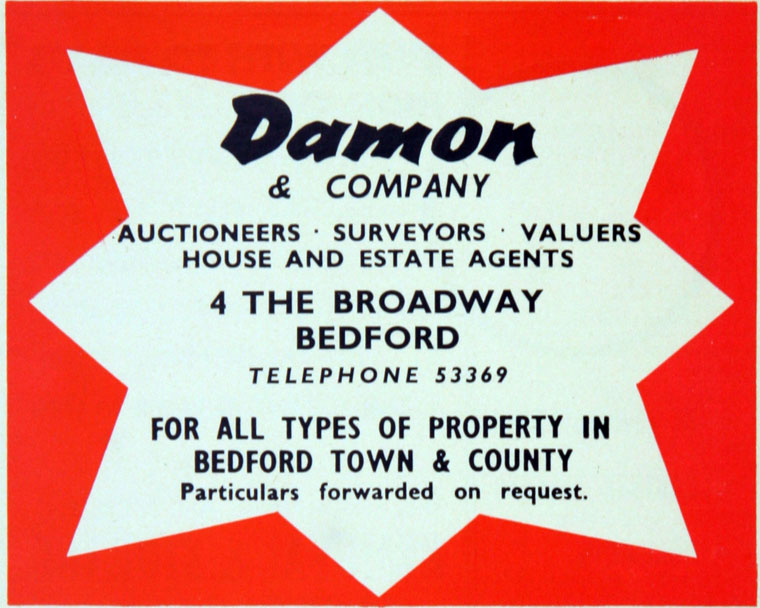 Damon
& COMPANY
AUCTIONEERS · SURVEYORS · VALUERS
HOUSE AND ESTATE AGENTS
4 THE BROADWAY
BEDFORD
TELEPHONE 53369
FOR ALL TYPES OF PROPERTY IN
BEDFORD TOWN & COUNTY
Particulars forwarded on request.